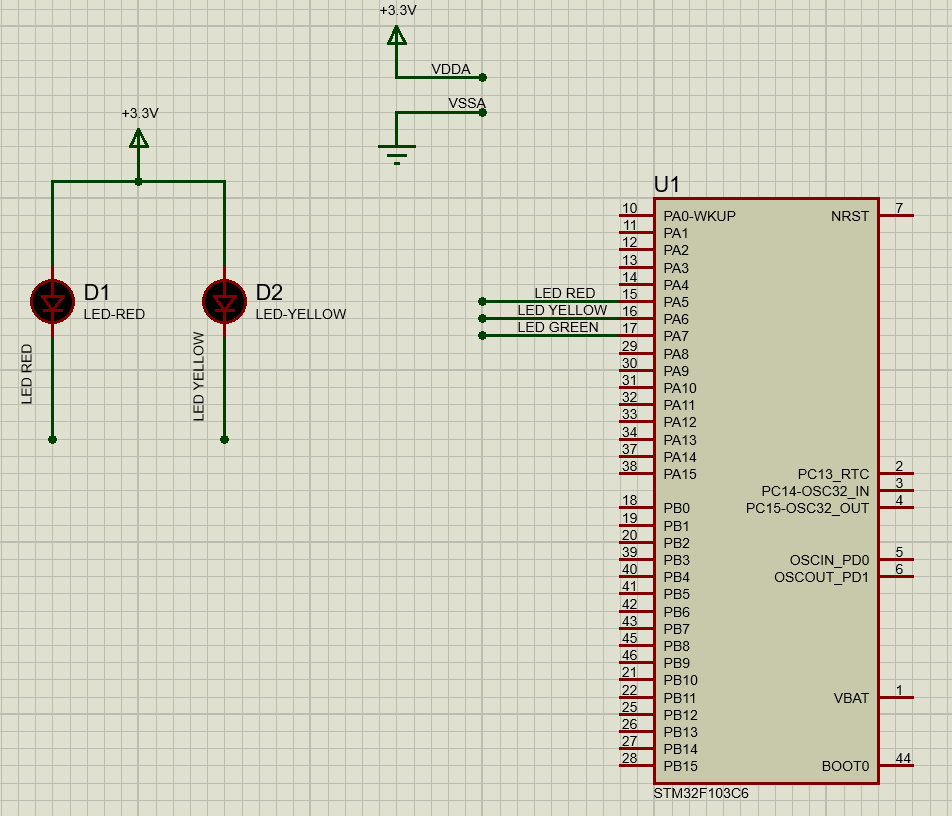 +3.3V
VDDA
VSSA
+3.3V
D1
LED-RED
LED RED
D2
LED-YELLOW
LED YELLOW
U1
10 PA0-WKUP
11 PA1
12 PA2
13 PA3
14 PA4
LED RED 15 PA5
LED YELLOW 16 PA6
LED GREEN 17 PA7
29 PA8
30 PA9
31 PA10
32 PA11
33 PA12
34 PA13
37 PA14
38 PA15
18 PB0
19 PB1
20 PB2
39 PB3
40 PB4
41 PB5
42 PB6
43 PB7
45 PB8
46 PB9
21 PB10
22 PB11
25 PB12
26 PB13
27 PB14
28 PB15
NRST 7
PC13_RTC 2
PC14-OSC32_IN 3
PC15-OSC32_OUT 4
OSCIN_PD0 5
OSCOUT_PD1 6
VBAT 1
BOOT0 44
STM32F103C6